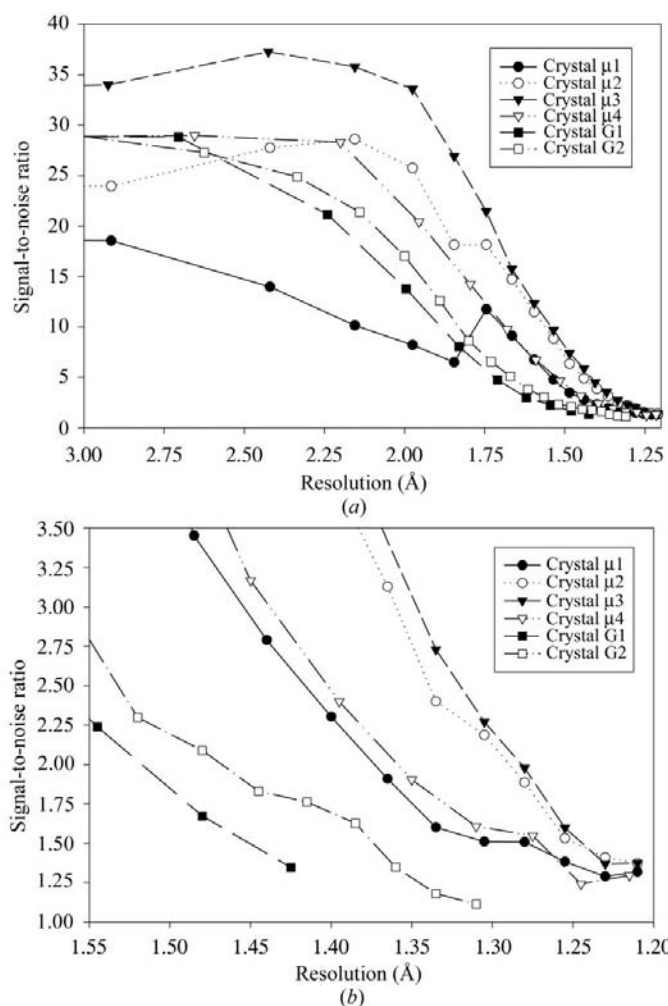 40
35
30
25
20
15
10
5
0
Signal-to-noise ratio
Crystal μ1
Crystal μ2
Crystal μ3
Crystal μ4
Crystal G1
Crystal G2
3.00 2.75 2.50 2.25 2.00 1.75 1.50 1.25
Resolution (Å)
(a)
3.50
3.25
3.00
2.75
2.50
2.25
2.00
1.75
1.50
1.25
1.00
Signal-to-noise ratio
Crystal μ1
Crystal μ2
Crystal μ3
Crystal μ4
Crystal G1
Crystal G2
1.55 1.50 1.45 1.40 1.35 1.30 1.25 1.20
Resolution (Å)
(b)